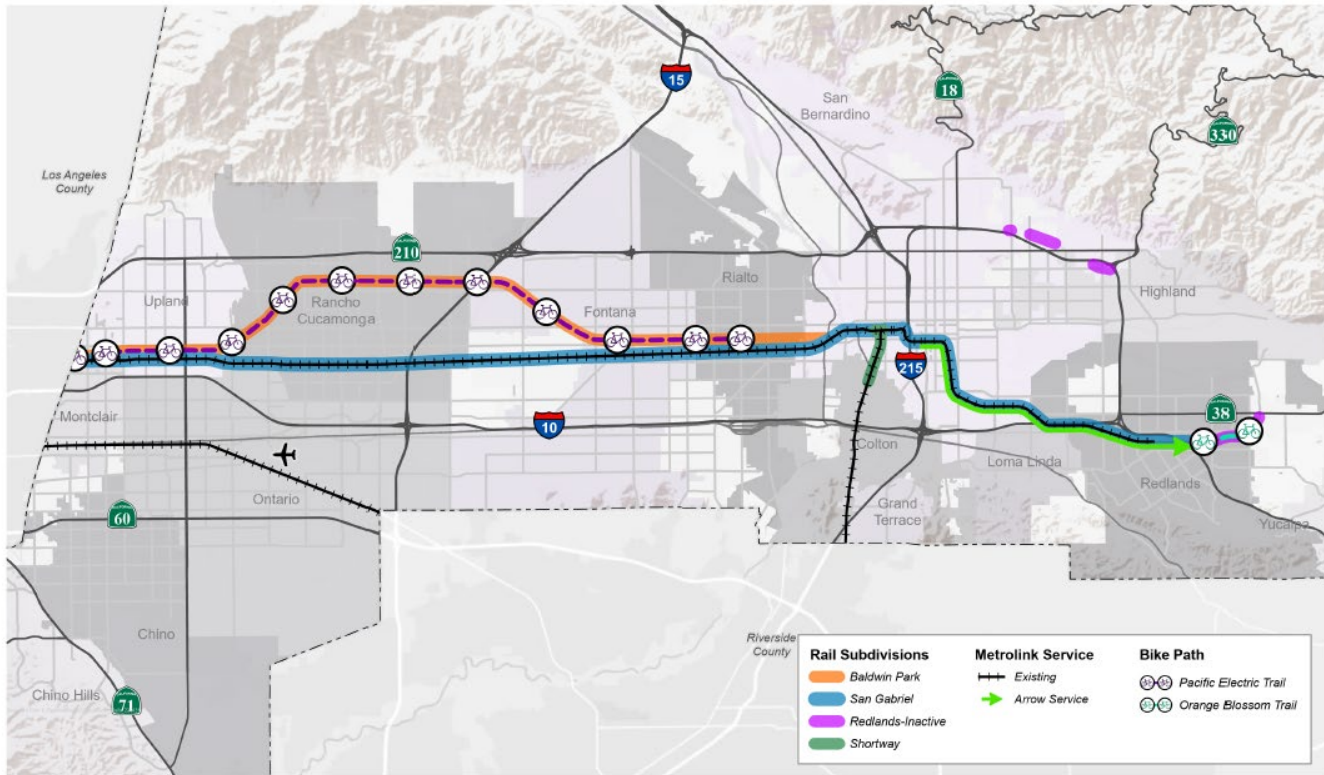 15
18
San
Bernardino
330
Los Angeles
County
210
Rialto
Upland
Rancho
Cucamonga
Fontana
Highland
215
Montclair
38
10
Colton
Loma Linda
Redlands
Ontario
60
Grand
Terrace
Yucaipa
Chino
Riverside
County
Chino Hills
71
Rail Subdivisions
Baldwin Park
San Gabriel
Redlands-Inactive
Shortway
Metrolink Service
Existing
Arrow Service
Bike Path
Pacific Electric Trail
Orange Blossom Trail